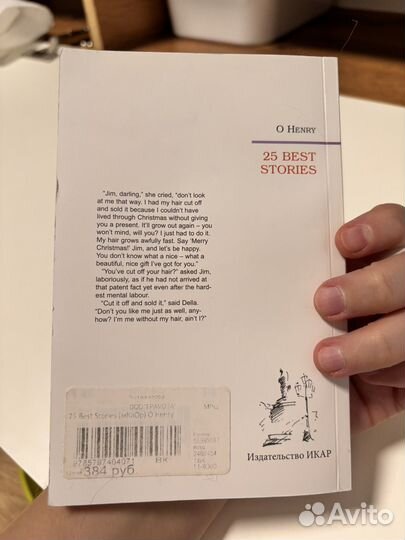 O HENRY
25 BEST
STORIES
"Jim, darling," she cried, "don't look
at me that way. I had my hair cut off
and sold it because I couldn't have
lived through Christmas without giving
you a present. It'll grow out again – you
won't mind, will you? I just had to do it.
My hair grows awfully fast. Say 'Merry
Christmas!' Jim, and let's be happy.
You don't know what a nice – what a
beautiful, nice gift I've got for you."
"You've cut off your hair?" asked Jim,
laboriously, as if he had not arrived at
that patent fact yet even after the hard-
est mental labour.
"Cut it off and sold it," said Della.
"Don't you like me just as well, any-
how? I'm me without my hair, ain't I?"
25 Best Stories (мКлОр) O'henry
9785797404071
384 руб
Издательство ИКАР
Avito